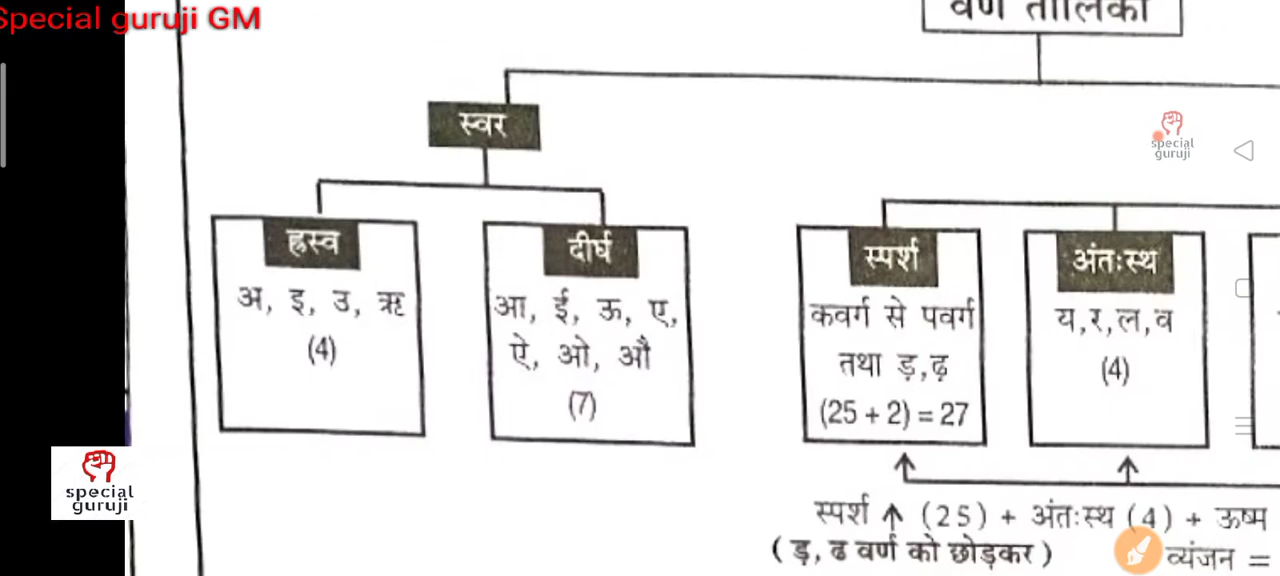 Special guruji GM
वर्ण तालिका
स्वर
special
guruji
ह्रस्व
अ, इ, उ, ऋ
(4)
दीर्घ
आ, ई, ऊ, ए,
ऐ, ओ, औ
(7)
स्पर्श
कवर्ग से पवर्ग
तथा ड़,ढ़
(25 + 2) = 27
अंतःस्थ
य,र,ल,व
(4)
special
guruji
स्पर्श ↑ (25) + अंतःस्थ (4) + ऊष्म
(ड़, ढ वर्ण को छोड़कर)
व्यंजन =